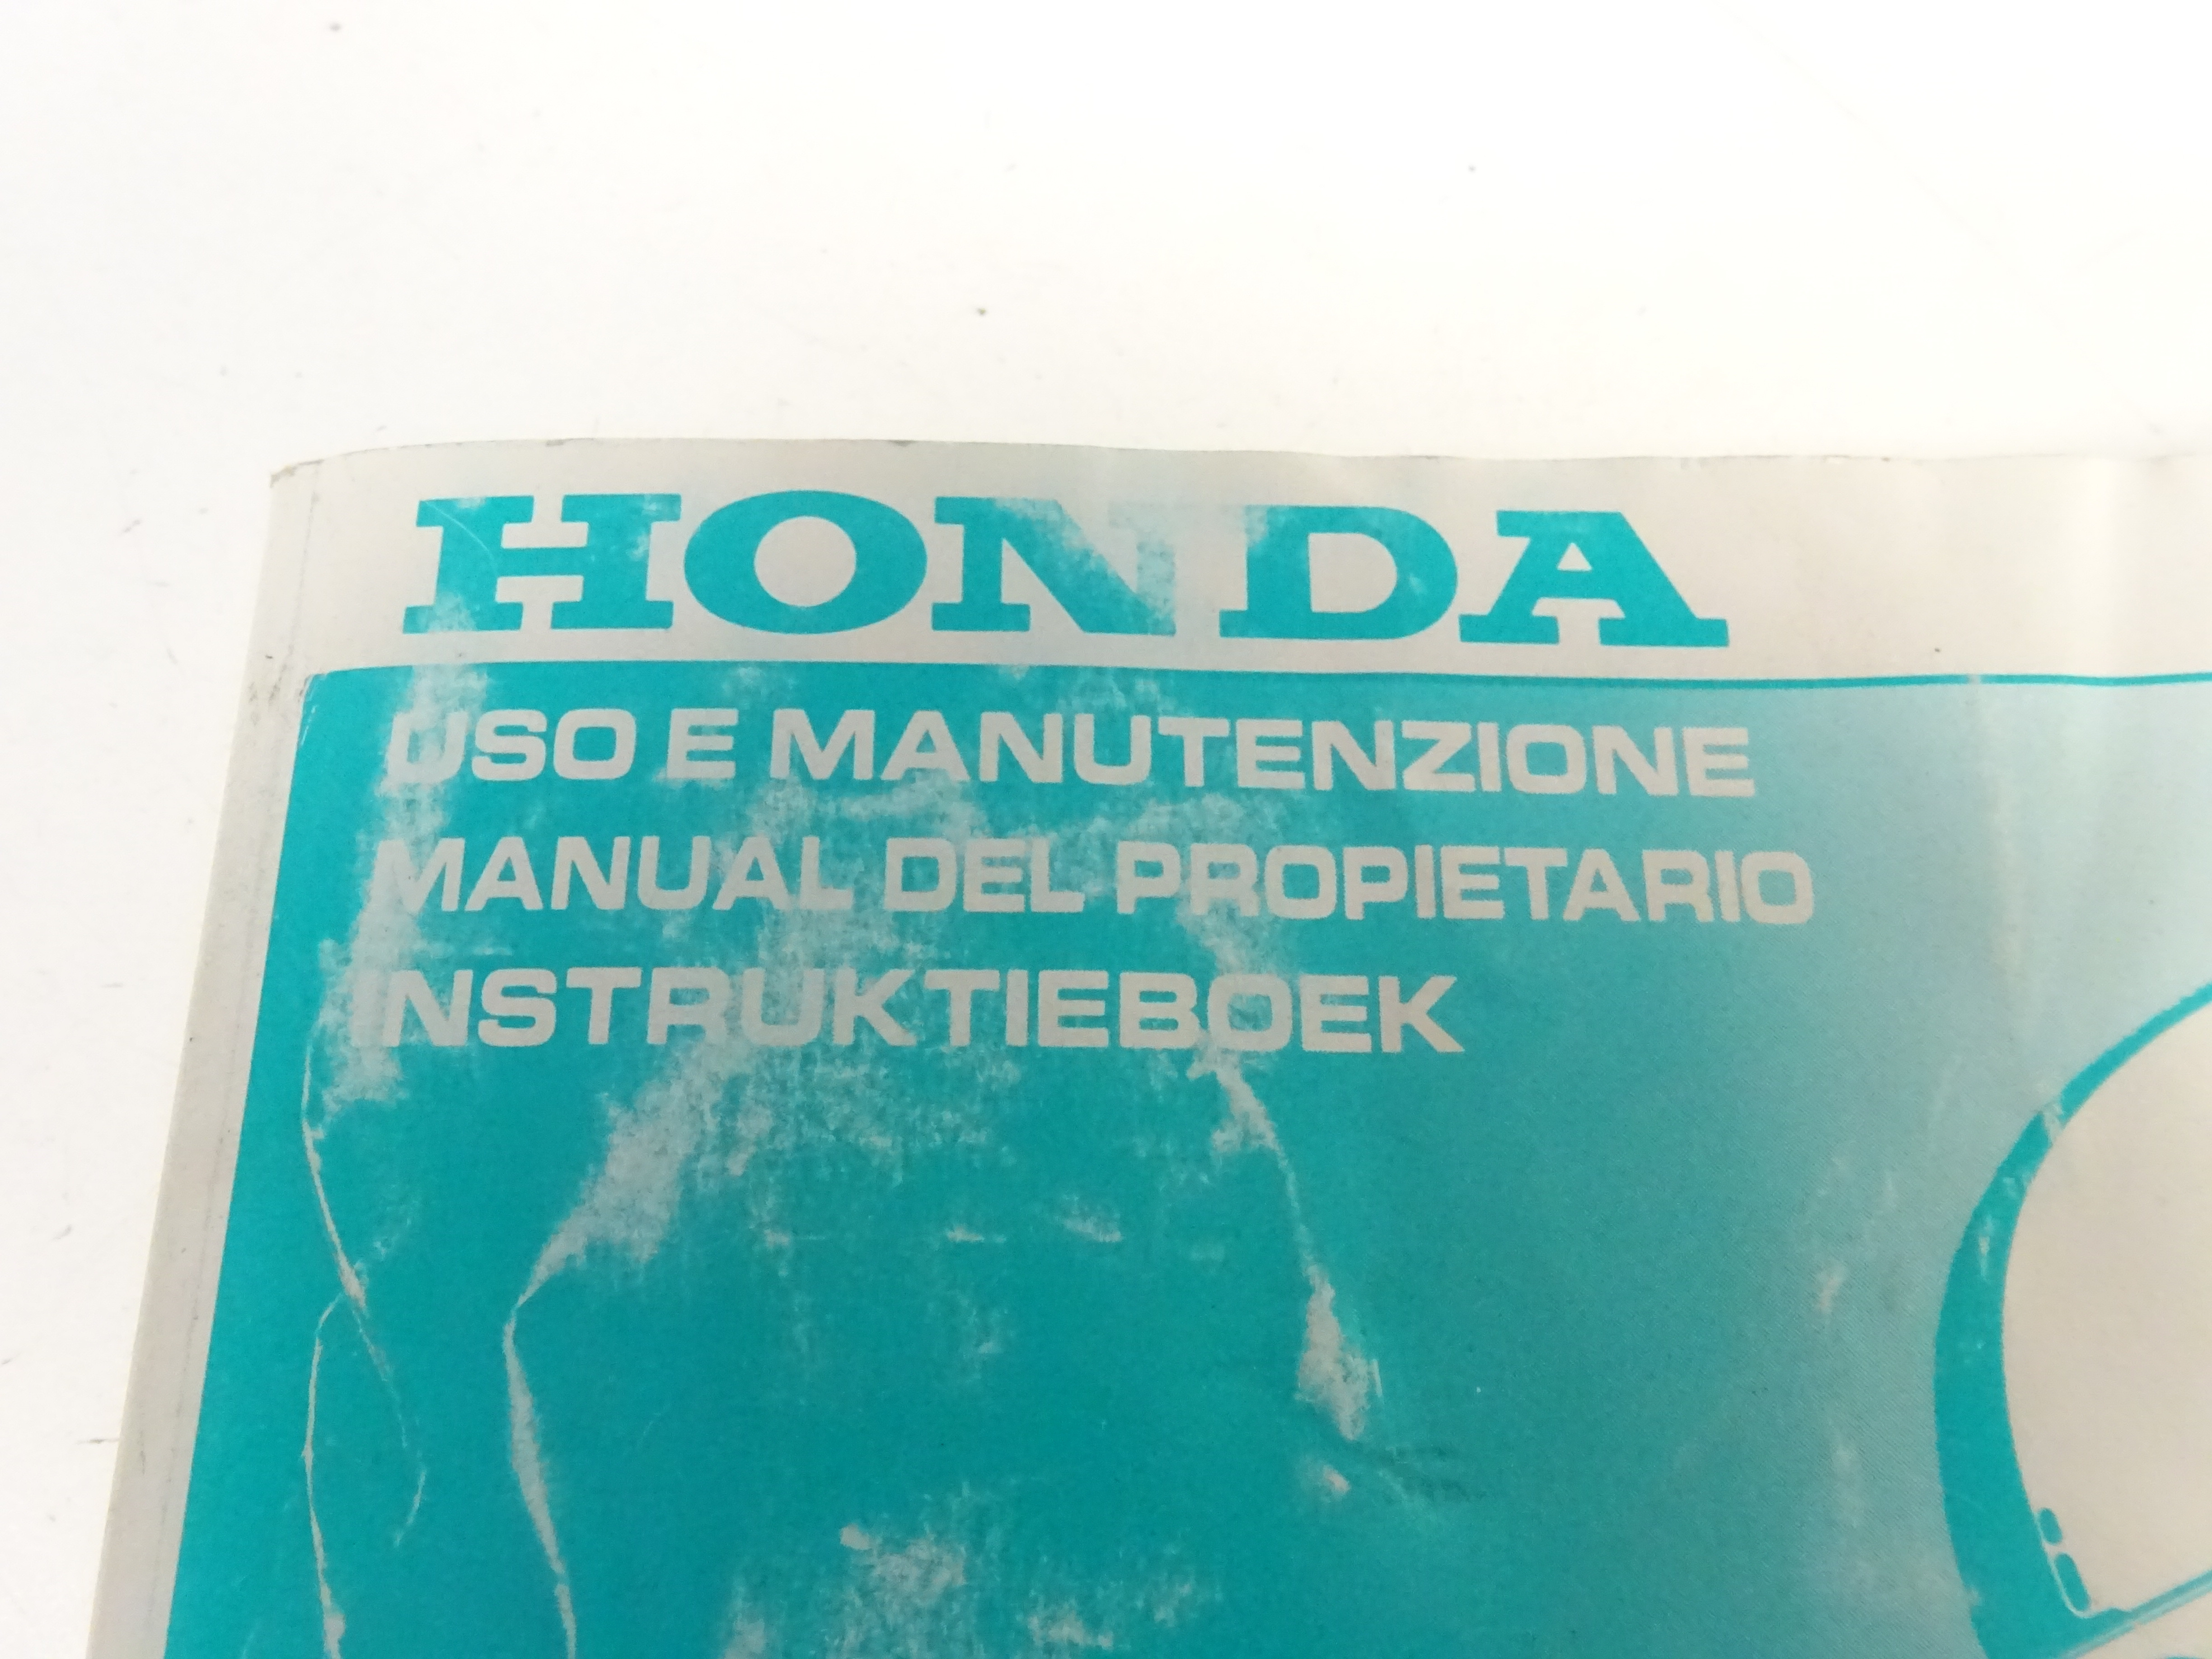 HONDA
USO E MANUTENZIONE
MANUAL DEL PROPIETARIO
INSTRUKTIEBOEK